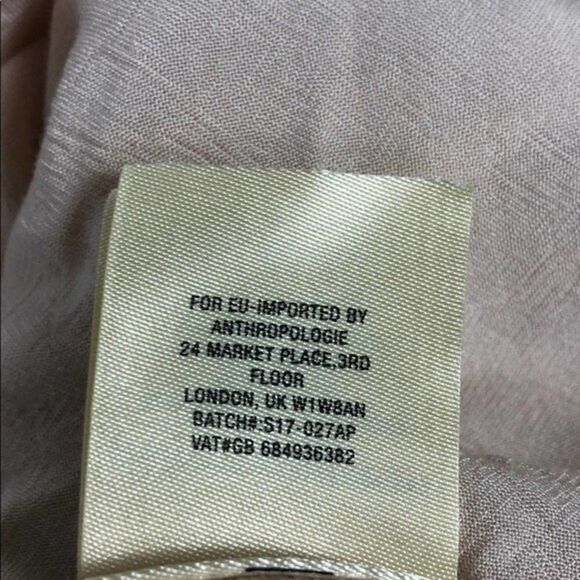 FOR EU-IMPORTED BY
ANTHROPOLOGIE
24 MARKET PLACE,3RD
FLOOR
LONDON, UK W1W8AN
BATCH#:S17-027AP
VAT#GB 684936382